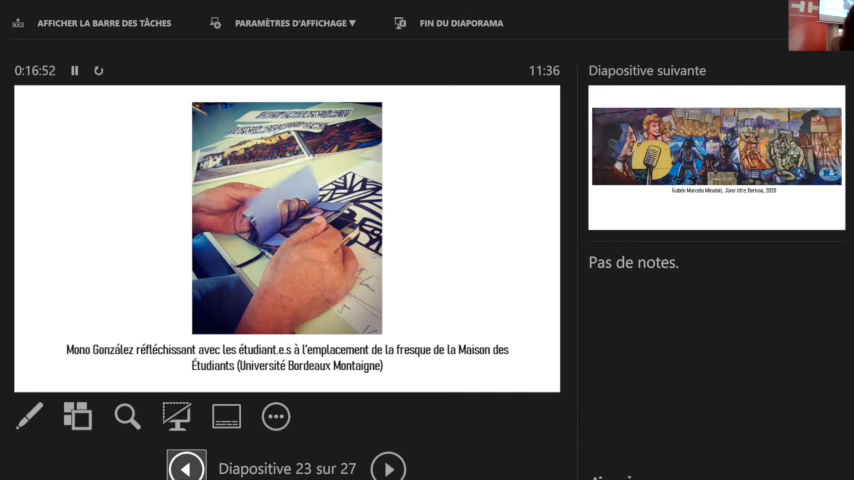 AFFICHER LA BARRE DES TÂCHES
PARAMÈTRES D'AFFICHAGE ▼
FIN DU DIAPORAMA
0:16:52
11:36
Diapositive suivante
Mono González réfléchissant avec les étudiant.e.s à l'emplacement de la fresque de la Maison des
Étudiants (Université Bordeaux Montaigne)
2020
Pas de notes.
Diapositive 23 sur 27